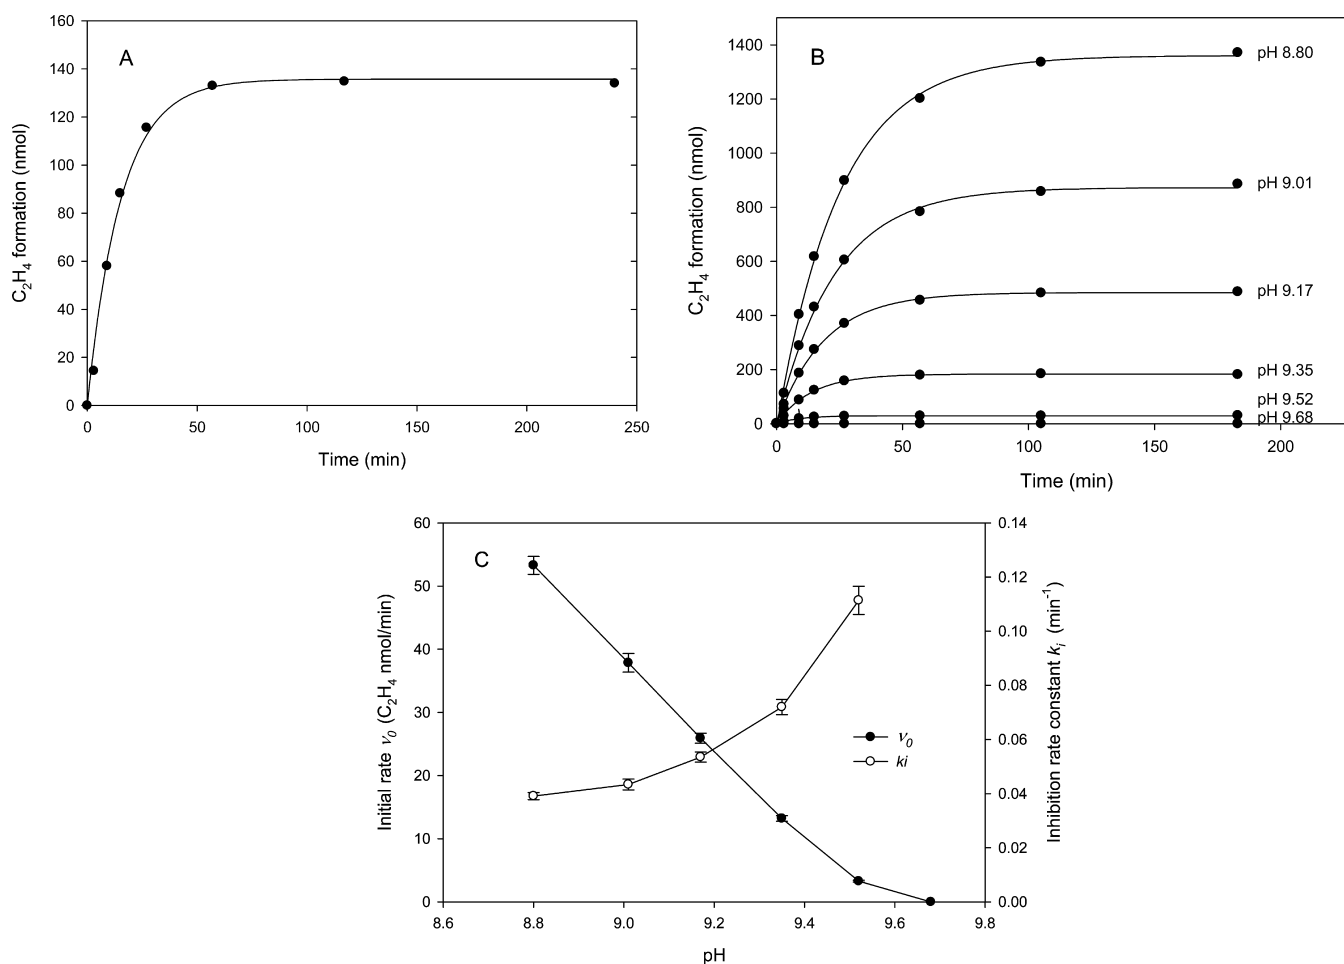 A
C₂H₄ formation (nmol)
160
140
120
100
80
60
40
20
0
0 50 100 150 200 250
Time (min)
B
C₂H₄ formation (nmol)
1400
1200
1000
800
600
400
200
0
pH 8.80
pH 9.01
pH 9.17
pH 9.35
pH 9.52
pH 9.68
0 50 100 150 200
Time (min)
C
Initial rate ν₀ (C₂H₄ nmol/min)
60
50
40
30
20
10
0
ν₀
ki
0.14
0.12
0.10
0.08
0.06
0.04
0.02
0.00
Inhibition rate constant kᵢ (min⁻¹)
8.6 8.8 9.0 9.2 9.4 9.6 9.8
pH